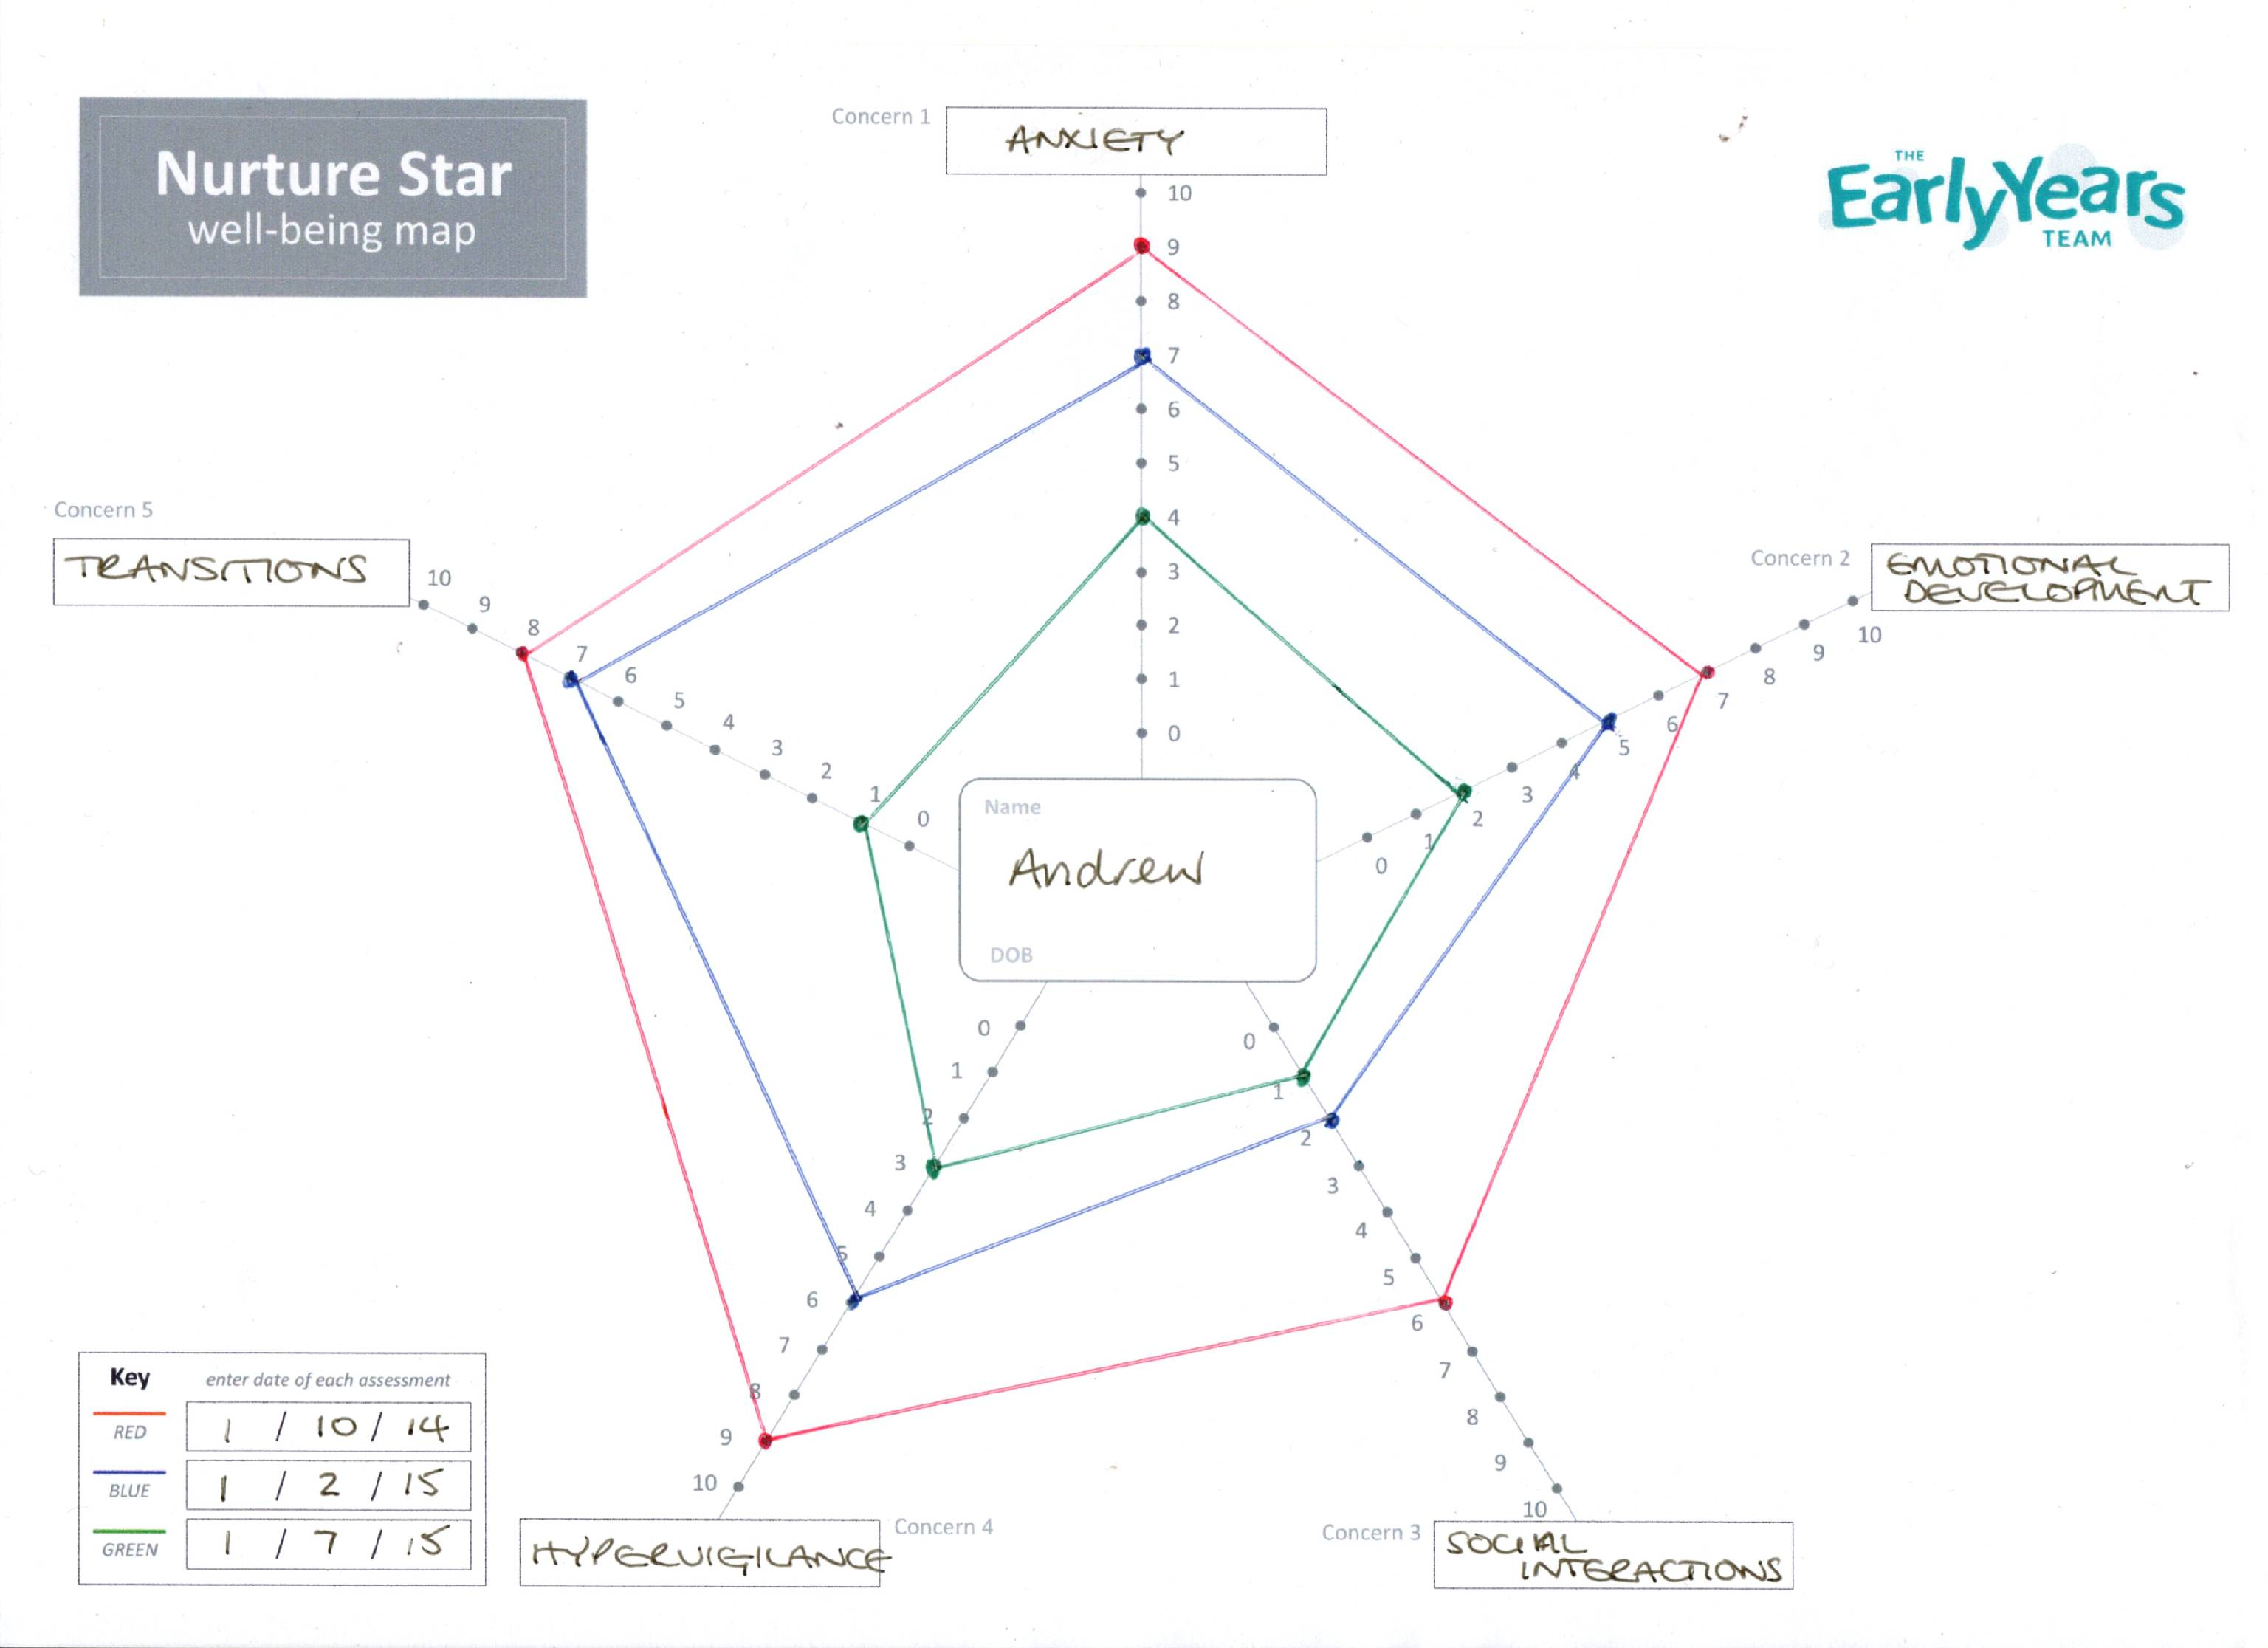 Nurture Star
well-being map
Concern 1
ANXIETY
THE
EarlyYears
TEAM
10
9
8
7
6
5
4
3
2
1
0
Concern 5
TRANSITIONS
10
9
8
7
6
5
4
3
2
1
0
Concern 2
EMOTIONAL
DEVELOPMENT
10
9
8
7
6
5
4
3
2
1
0
Name
Andrew
DOB
0
1
2
3
4
5
6
7
8
9
10
Concern 4
HYPERVIGILANCE
0
1
2
3
4
5
6
7
8
9
10
Concern 3
SOCIAL
INTERACTIONS
Key
enter date of each assessment
RED
1 / 10 / 14
BLUE
1 / 2 / 15
GREEN
1 / 7 / 15